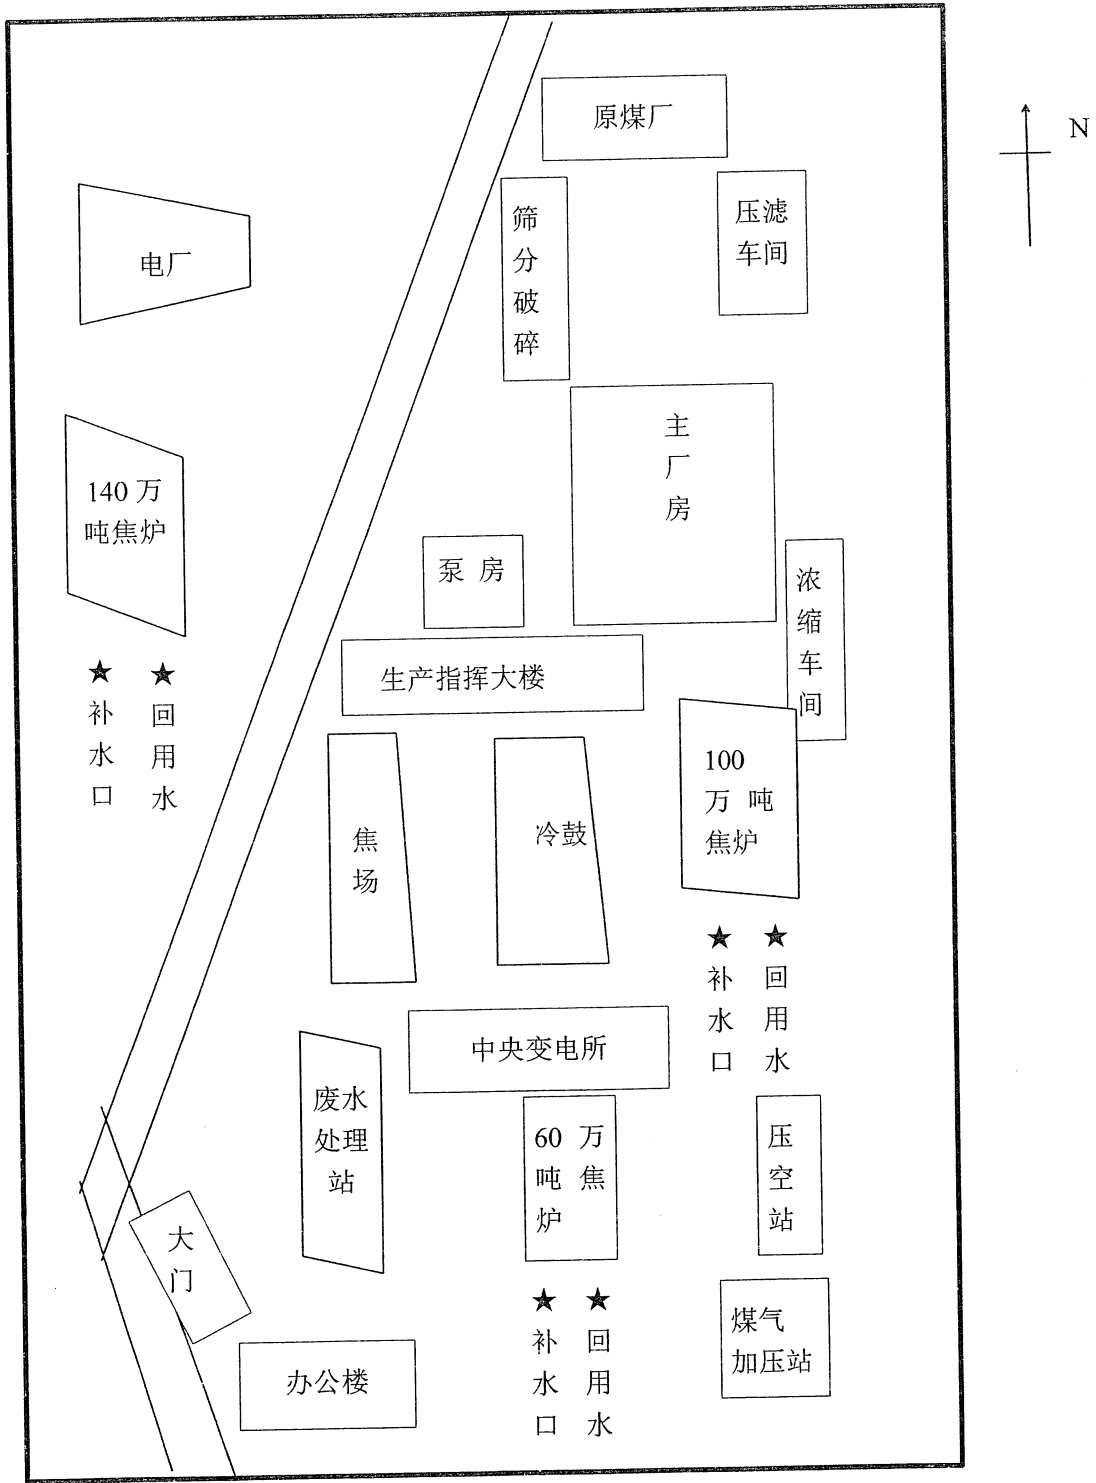 原煤厂
N
筛
分
破
碎
压滤
车间
电厂
主
厂
房
140 万
吨焦炉
泵 房
浓
缩
车
间
生产指挥大楼
补
水
口
回
用
水
100
万 吨
焦炉
焦
场
冷鼓
补
水
口
回
用
水
中央变电所
废水
处理
站
60 万
吨 焦
炉
压
空
站
大
门
补
水
口
回
用
水
煤气
加压站
办公楼